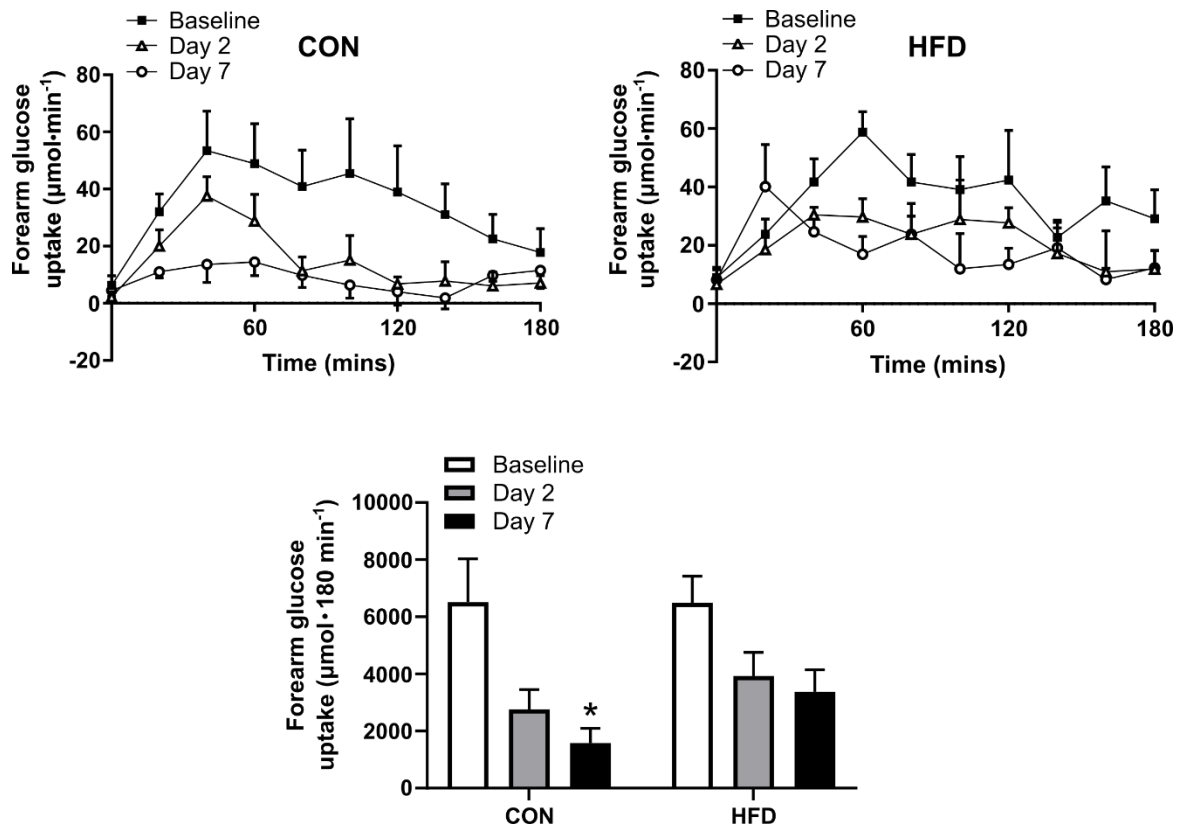 Baseline
Day 2
Day 7
CON
Forearm glucose
uptake (µmol·min⁻¹)
80
60
40
20
0
-20
60
120
180
Time (mins)
Baseline
Day 2
Day 7
HFD
Forearm glucose
uptake (µmol·min⁻¹)
80
60
40
20
0
-20
60
120
180
Time (mins)
Baseline
Day 2
Day 7
Forearm glucose
uptake (µmol·180 min⁻¹)
10000
8000
6000
4000
2000
0
*
CON
HFD